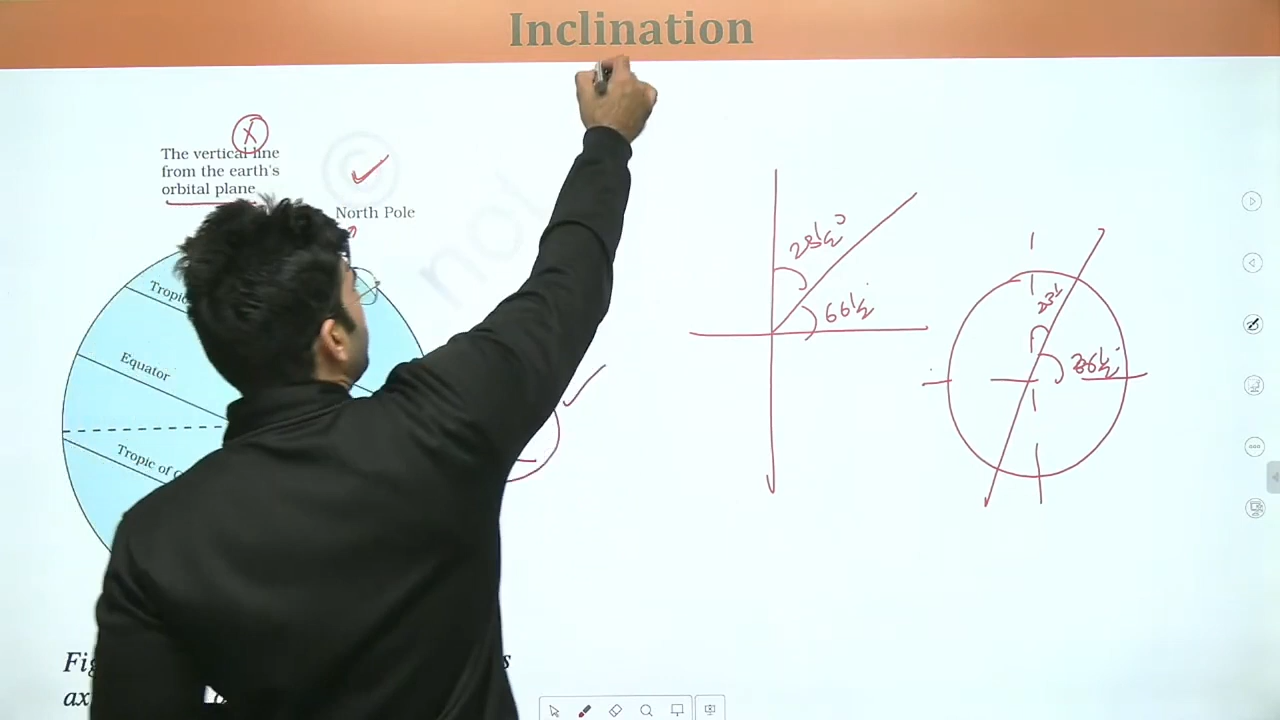 Inclination
X
The vertical line
from the earth's
orbital plane
North Pole
Tropic
Equator
Tropic of C
Fig
s
ax
not
©
23½°
66½°
23½
66½°